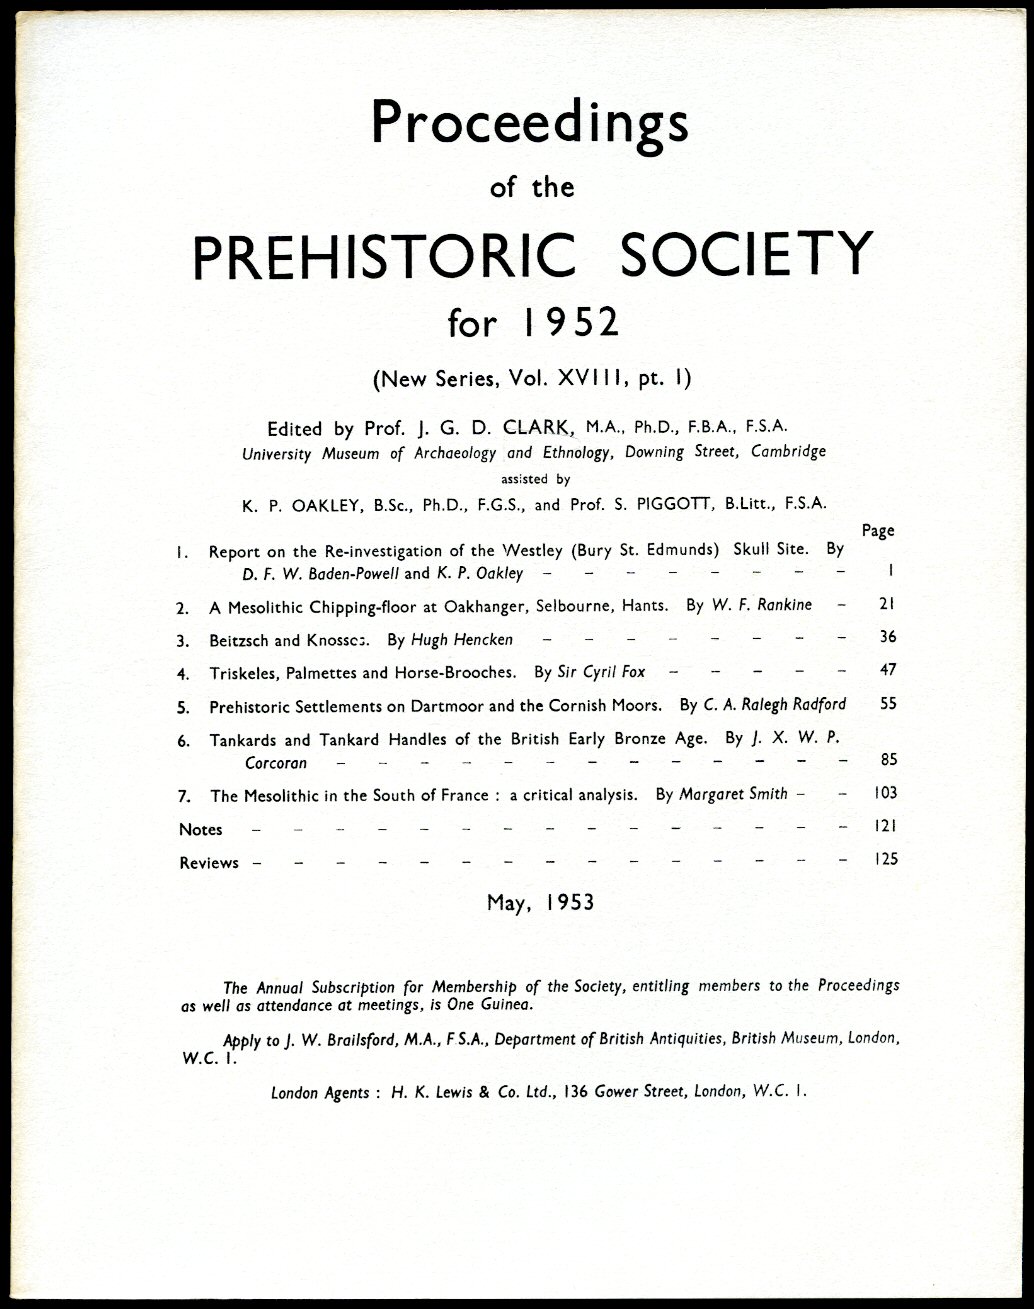 Proceedings
of the
PREHISTORIC SOCIETY
for 1952
(New Series, Vol. XVIII, pt. 1)
Edited by Prof. J. G. D. CLARK, M.A., Ph.D., F.B.A., F.S.A.
University Museum of Archaeology and Ethnology, Downing Street, Cambridge
assisted by
K. P. OAKLEY, B.Sc., Ph.D., F.G.S., and Prof. S. PIGGOTT, B.Litt., F.S.A.
Page
1. Report on the Re-investigation of the Westley (Bury St. Edmunds) Skull Site. By
D. F. W. Baden-Powell and K. P. Oakley – – – – – – – – 1
2. A Mesolithic Chipping-floor at Oakhanger, Selbourne, Hants. By W. F. Rankine – 21
3. Beitzsch and Knossos. By Hugh Hencken – – – – – – – – 36
4. Triskeles, Palmettes and Horse-Brooches. By Sir Cyril Fox – – – – – 47
5. Prehistoric Settlements on Dartmoor and the Cornish Moors. By C. A. Ralegh Radford 55
6. Tankards and Tankard Handles of the British Early Bronze Age. By J. X. W. P.
Corcoran – – – – – – – – – – – – – 85
7. The Mesolithic in the South of France : a critical analysis. By Margaret Smith – – 103
Notes – – – – – – – – – – – – – – – 121
Reviews – – – – – – – – – – – – – – – 125
May, 1953
The Annual Subscription for Membership of the Society, entitling members to the Proceedings
as well as attendance at meetings, is One Guinea.
Apply to J. W. Brailsford, M.A., F S.A., Department of British Antiquities, British Museum, London,
W.C. 1.
London Agents : H. K. Lewis & Co. Ltd., 136 Gower Street, London, W.C. 1.